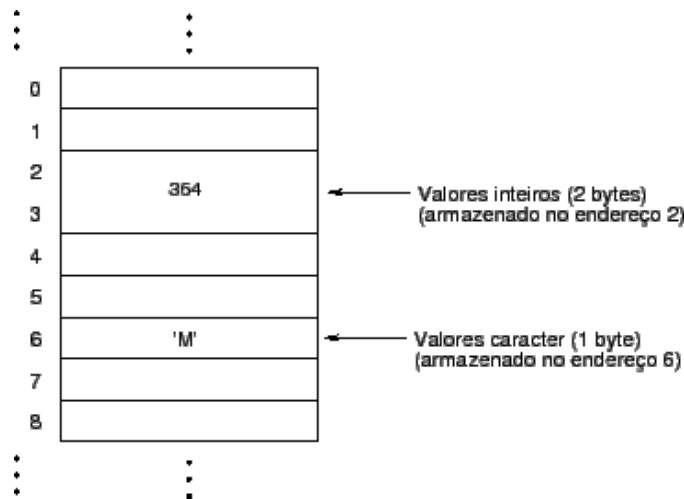 0
1
2
364
3
4
5
6
'M'
7
8
Valores inteiros (2 bytes)
(armazenado no endereço 2)
Valores caracter (1 byte)
(armazenado no endereço 6)